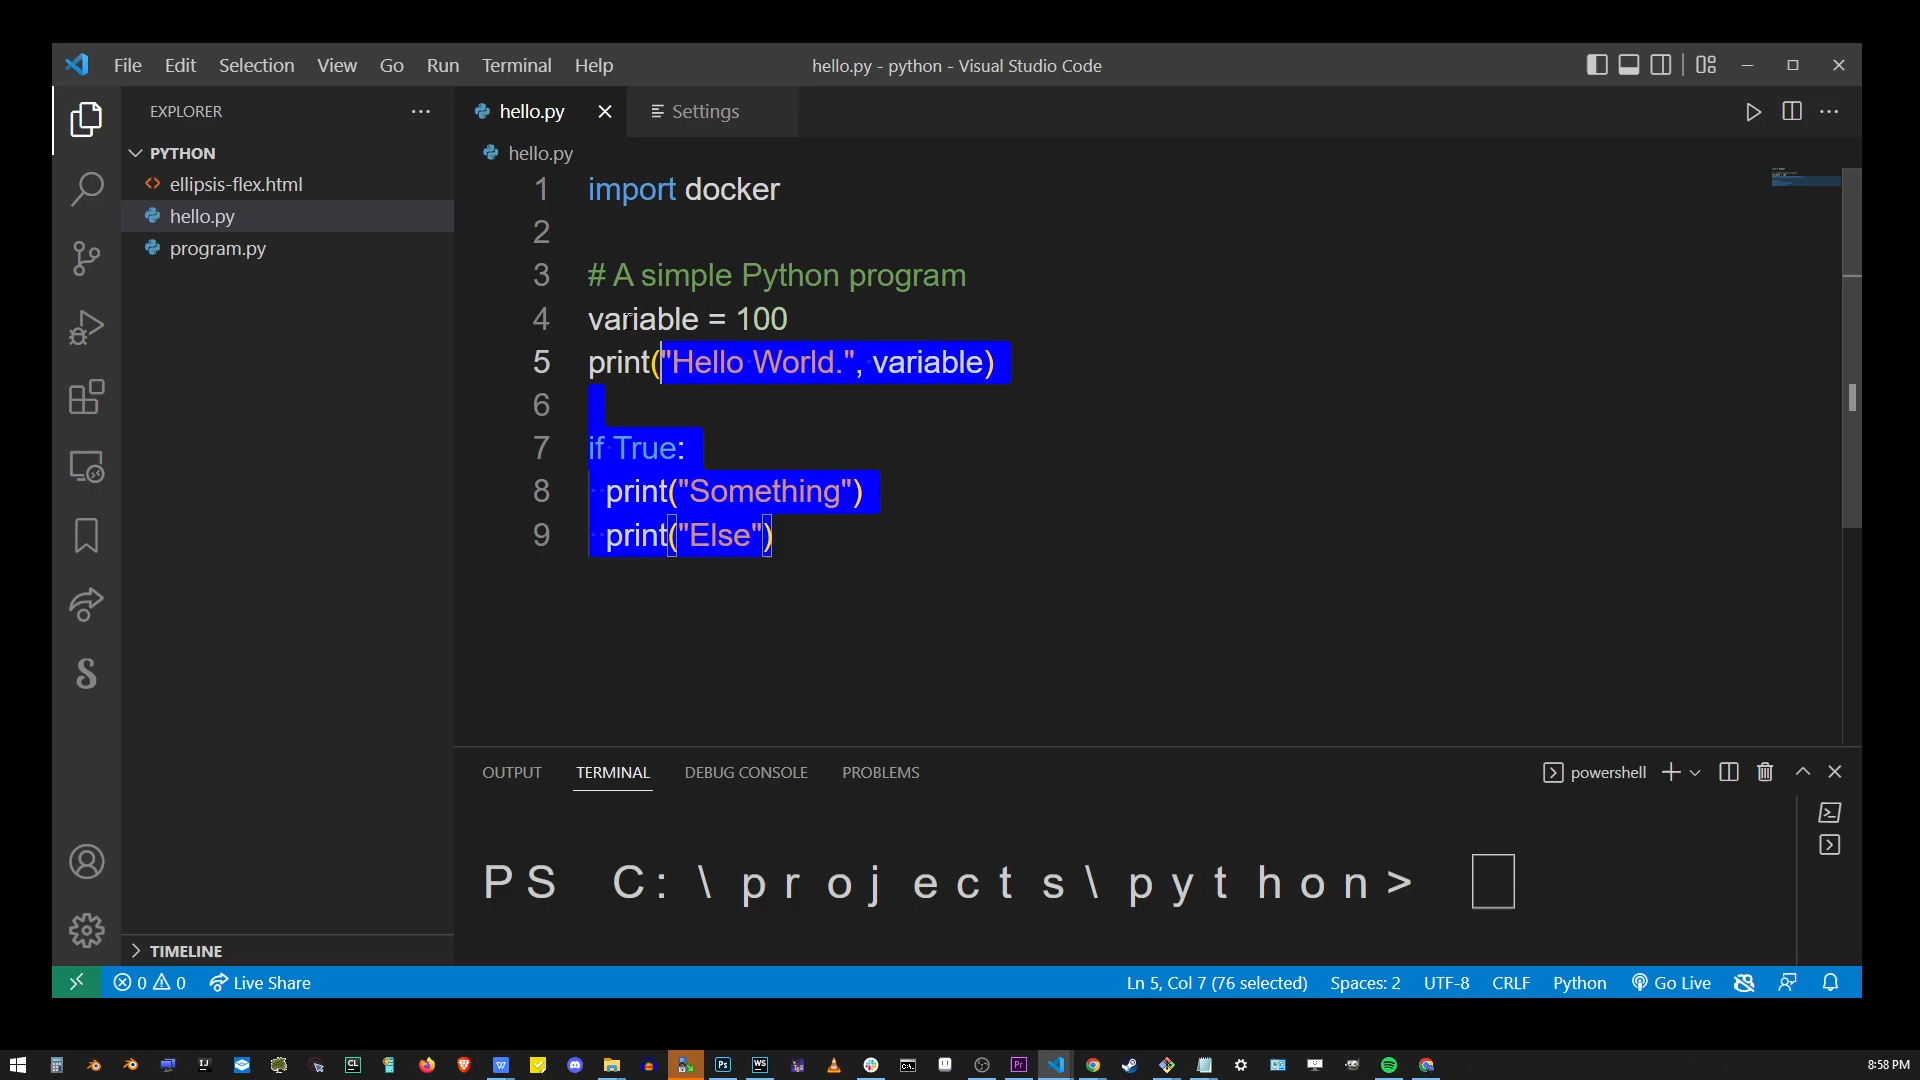 File Edit Selection View Go Run Terminal Help
hello.py - python - Visual Studio Code
EXPLORER
PYTHON
ellipsis-flex.html
hello.py
program.py
TIMELINE
hello.py
Settings
hello.py
1 import docker
2
3 # A simple Python program
4 variable = 100
5 print("Hello World.", variable)
6
7 if True:
8 print("Something")
9 print("Else")
OUTPUT TERMINAL DEBUG CONSOLE PROBLEMS
powershell
PS C:\projects\python>
0 0 Live Share
Ln 5, Col 7 (76 selected) Spaces: 2 UTF-8 CRLF Python Go Live
8:58 PM